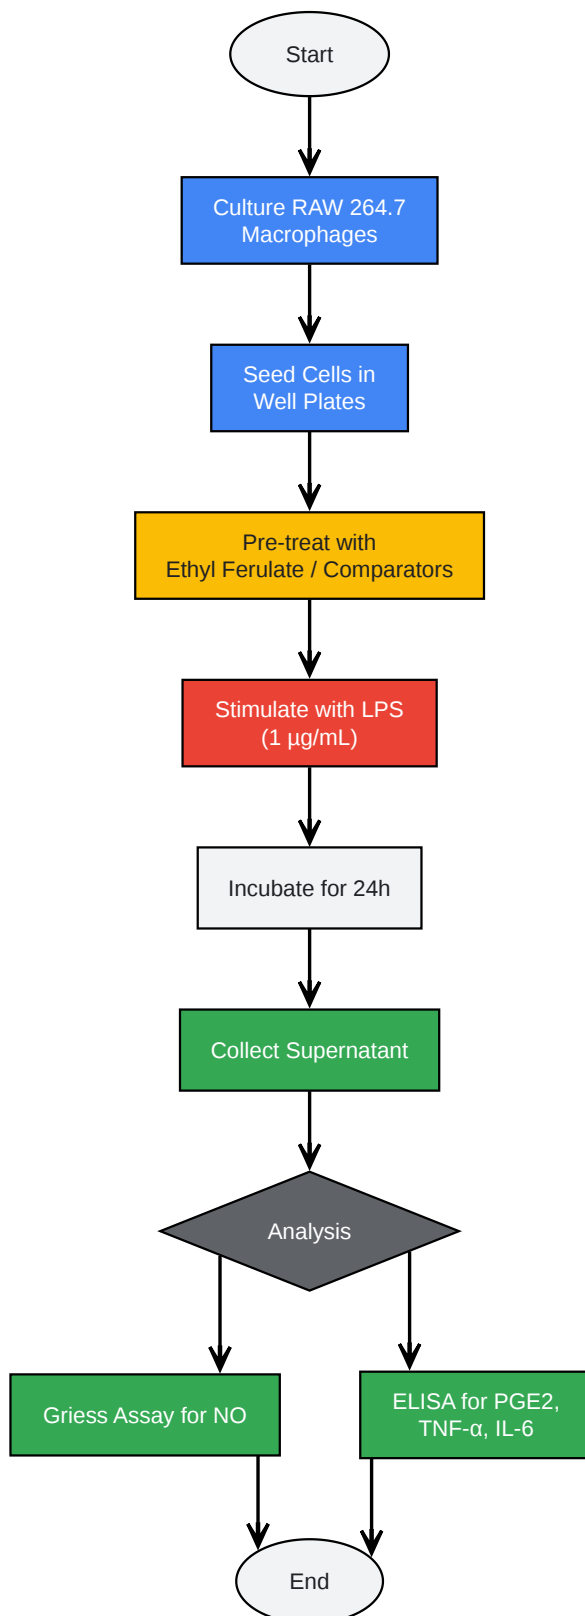 Start
Culture RAW 264.7
Macrophages
Seed Cells in
Well Plates
Pre-treat with
Ethyl Ferulate / Comparators
Stimulate with LPS
(1 µg/mL)
Incubate for 24h
Collect Supernatant
Analysis
Griess Assay for NO
ELISA for PGE2,
TNF-α, IL-6
End